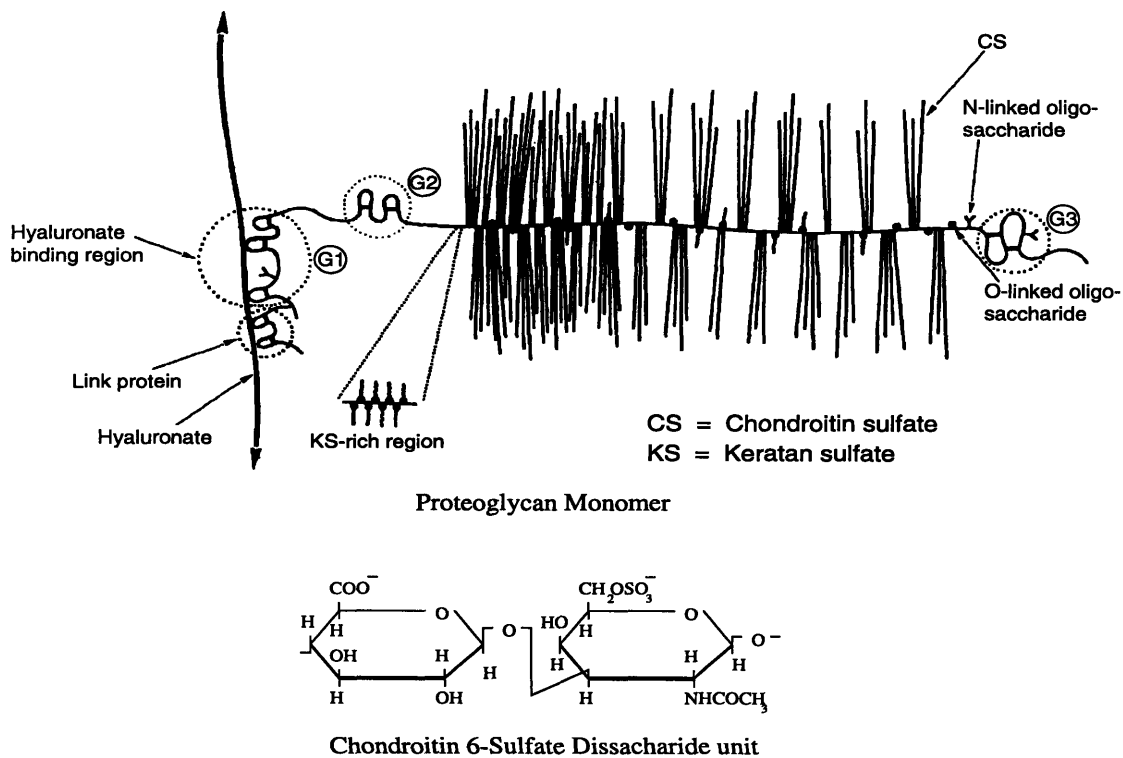 CS
N-linked oligo-
saccharide
G2
G3
Hyaluronate
binding region
G1
O-linked oligo-
saccharide
Link protein
Hyaluronate
KS-rich region
CS = Chondroitin sulfate
KS = Keratan sulfate
Proteoglycan Monomer
COO⁻ CH₂OSO₃⁻
H O HO O
H H O H O⁻
OH H H H H
H H
H OH H NHCOCH₃
Chondroitin 6-Sulfate Dissacharide unit